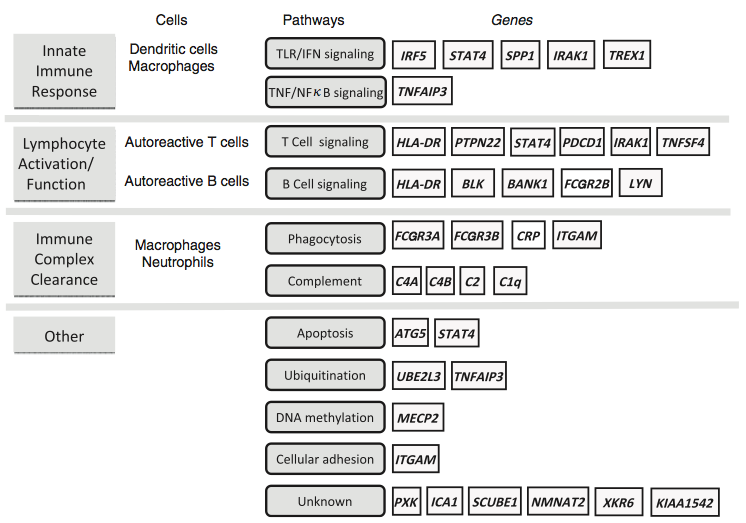 Cells Pathways Genes
Innate Immune Response
Dendritic cells
Macrophages
TLR/IFN signaling IRF5 STAT4 SPP1 IRAK1 TREX1
TNF/NFκB signaling TNFAIP3
Lymphocyte Activation/ Function
Autoreactive T cells T Cell signaling HLA-DR PTPN22 STAT4 PDCD1 IRAK1 TNFSF4
Autoreactive B cells B Cell signaling HLA-DR BLK BANK1 FCGR2B LYN
Immune Complex Clearance
Macrophages
Neutrophils
Phagocytosis FCGR3A FCGR3B CRP ITGAM
Complement C4A C4B C2 C1q
Other
Apoptosis ATG5 STAT4
Ubiquitination UBE2L3 TNFAIP3
DNA methylation MECP2
Cellular adhesion ITGAM
Unknown PXK ICA1 SCUBE1 NMNAT2 XKR6 KIAA1542